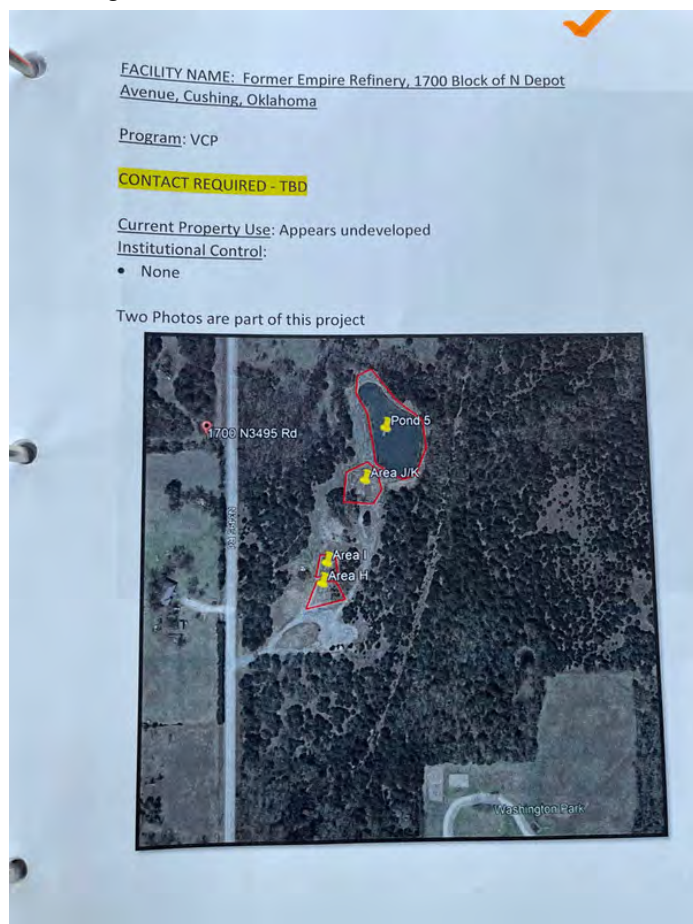 FACILITY NAME: Former Empire Refinery, 1700 Block of N Depot
Avenue, Cushing, Oklahoma
Program: VCP
CONTACT REQUIRED - TBD
Current Property Use: Appears undeveloped
Institutional Control:
• None
Two Photos are part of this project
Pond 5
1700 N3495 Rd
Area J/K
Area I
Area H
Washington Park